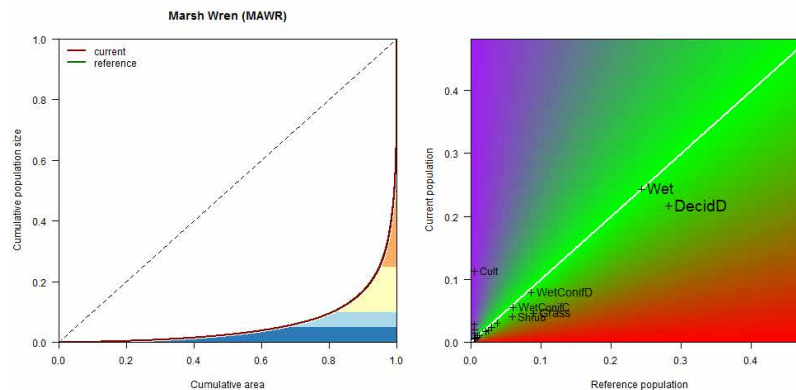 Marsh Wren (MAWR)
current
reference
1.0
0.8
0.6
0.4
0.2
0.0
Cumulative population size
0.0
0.2
0.4
0.6
0.8
1.0
Cumulative area
0.4
0.3
0.2
0.1
0.0
Current population
Wet
DecidD
Cult
WetConifD
WetConifC
Grass
Shrub
0.0
0.1
0.2
0.3
0.4
Reference population